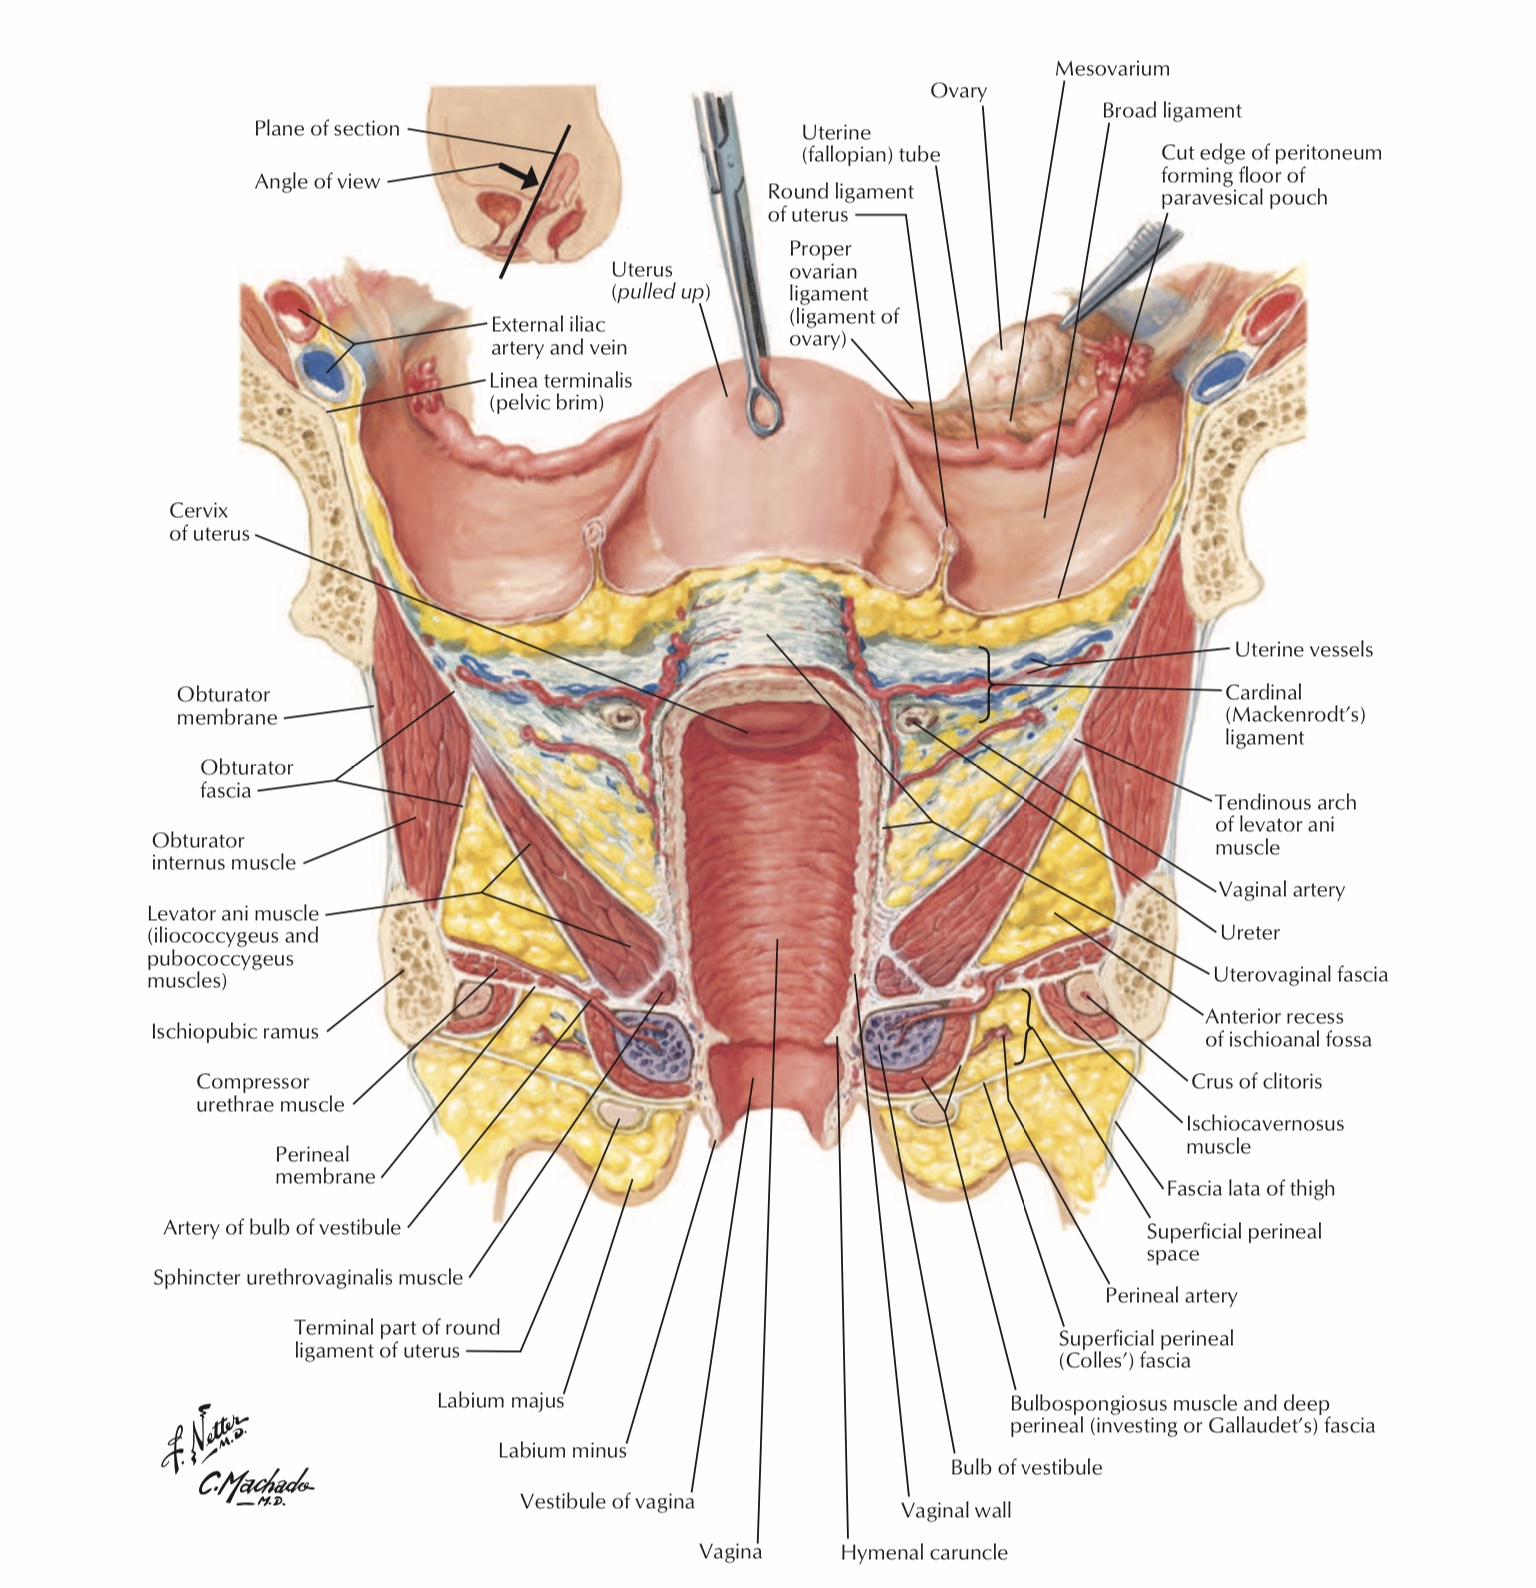 Mesovarium
Ovary
Broad ligament
Plane of section
Uterine
(fallopian) tube
Cut edge of peritoneum
forming floor of
paravesical pouch
Angle of view
Round ligament
of uterus
Proper
ovarian
ligament
(ligament of
ovary)
Uterus
(pulled up)
External iliac
artery and vein
Linea terminalis
(pelvic brim)
Cervix
of uterus
Obturator
membrane
Obturator
fascia
Obturator
internus muscle
Levator ani muscle
(iliococcygeus and
pubococcygeus
muscles)
Ischiopubic ramus
Compressor
urethrae muscle
Perineal
membrane
Artery of bulb of vestibule
Sphincter urethrovaginalis muscle
Terminal part of round
ligament of uterus
Labium majus
Labium minus
Vestibule of vagina
Vagina
Uterine vessels
Cardinal
(Mackenrodt’s)
ligament
Tendinous arch
of levator ani
muscle
Vaginal artery
Ureter
Uterovaginal fascia
Anterior recess
of ischioanal fossa
Crus of clitoris
Ischiocavernosus
muscle
Fascia lata of thigh
Superficial perineal
space
Perineal artery
Superficial perineal
(Colles’) fascia
Bulbospongiosus muscle and deep
perineal (investing or Gallaudet’s) fascia
Bulb of vestibule
Vaginal wall
Hymenal caruncle
F. Netter
M.D.
C. Machado
M.D.